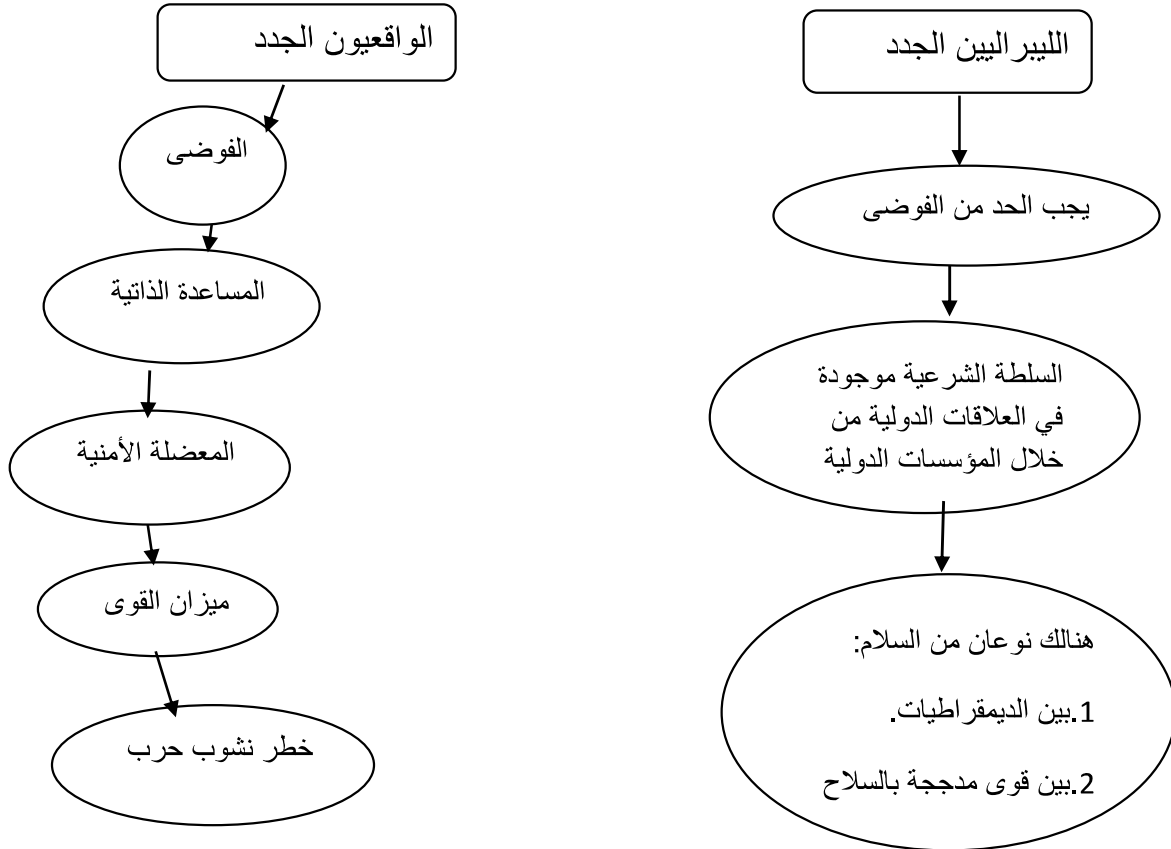 الواقعيون الجدد
الفوضى
المساعدة الذاتية
المعضلة الأمنية
ميزان القوى
خطر نشوب حرب
الليبراليين الجدد
يجب الحد من الفوضى
السلطة الشرعية موجودة
في العلاقات الدولية من
خلال المؤسسات الدولية
هنالك نوعان من السلام:
1.بين الديمقراطيات.
2.بين قوى مدججة بالسلاح